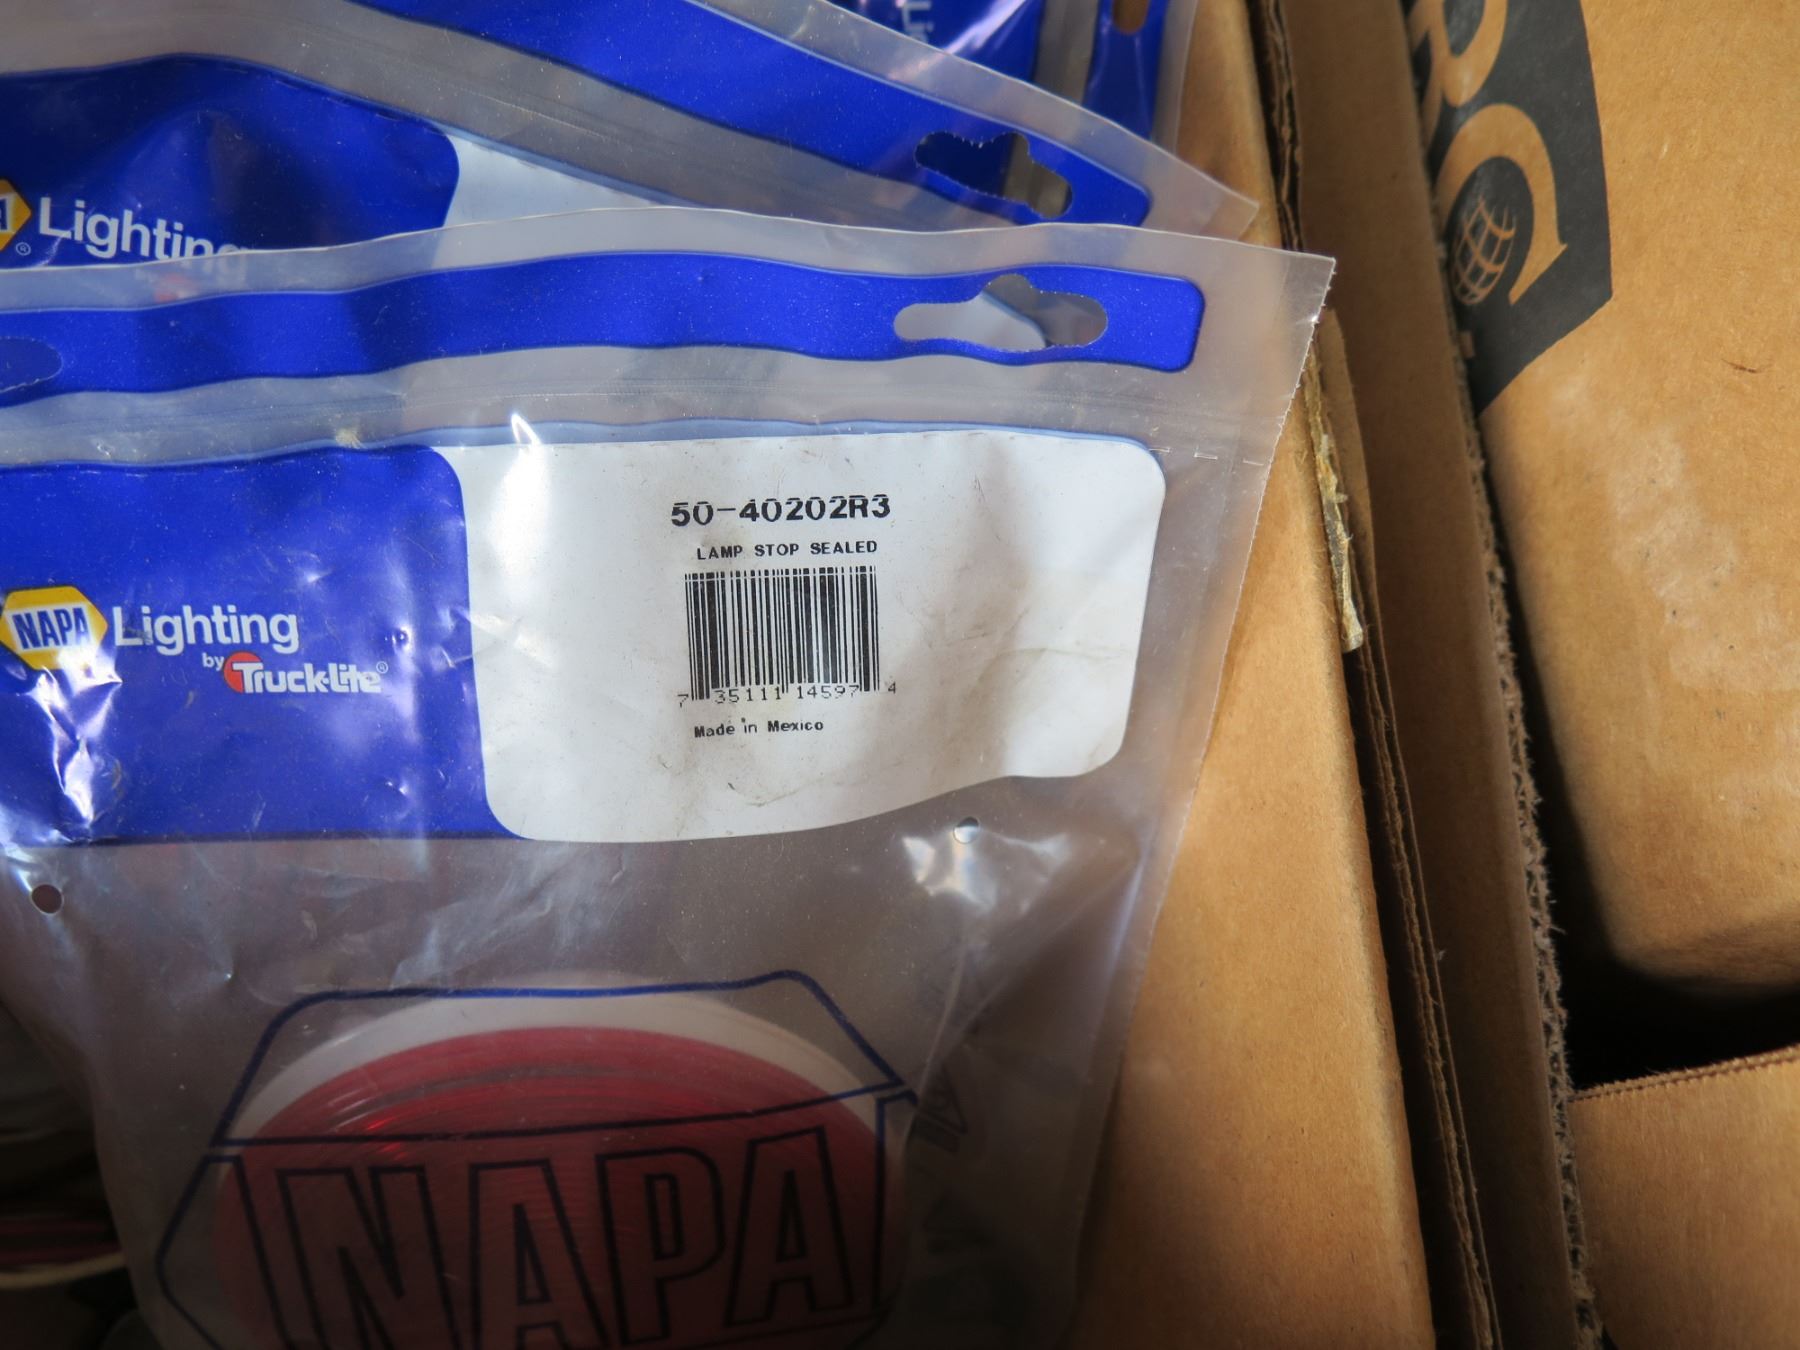 Lighting
50-40202R3
LAMP STOP SEALED
NAPA Lighting
by Truck-Lite®
7 35111 14597 4
Made in Mexico
NAPA